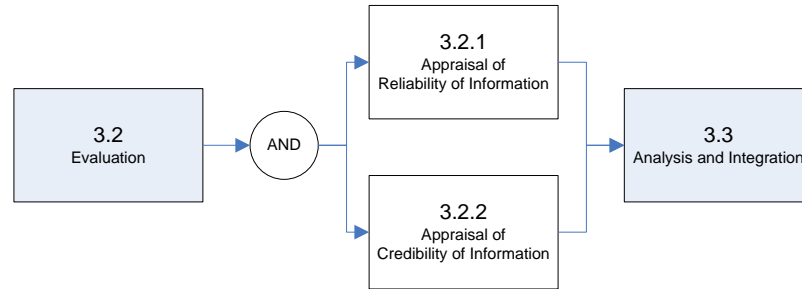 3.2
Evaluation
AND
3.2.1
Appraisal of
Reliability of Information
3.2.2
Appraisal of
Credibility of Information
3.3
Analysis and Integration